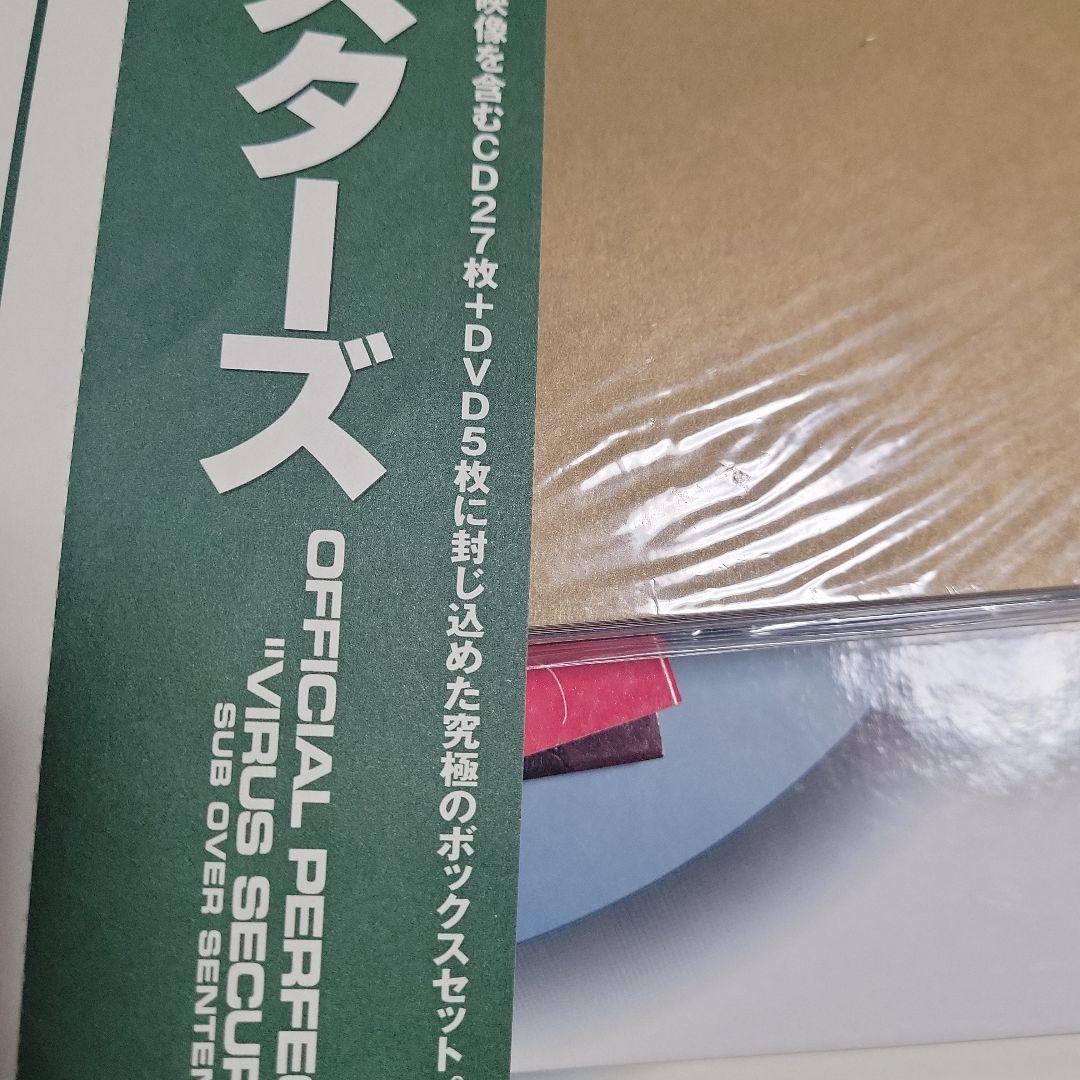 映像を含むCD27枚+DVD5枚に封じ込めた究極のボックスセット。
スターズ
OFFICIAL PERFEC
"VIRUS SECUR
SUB OVER SENTEN